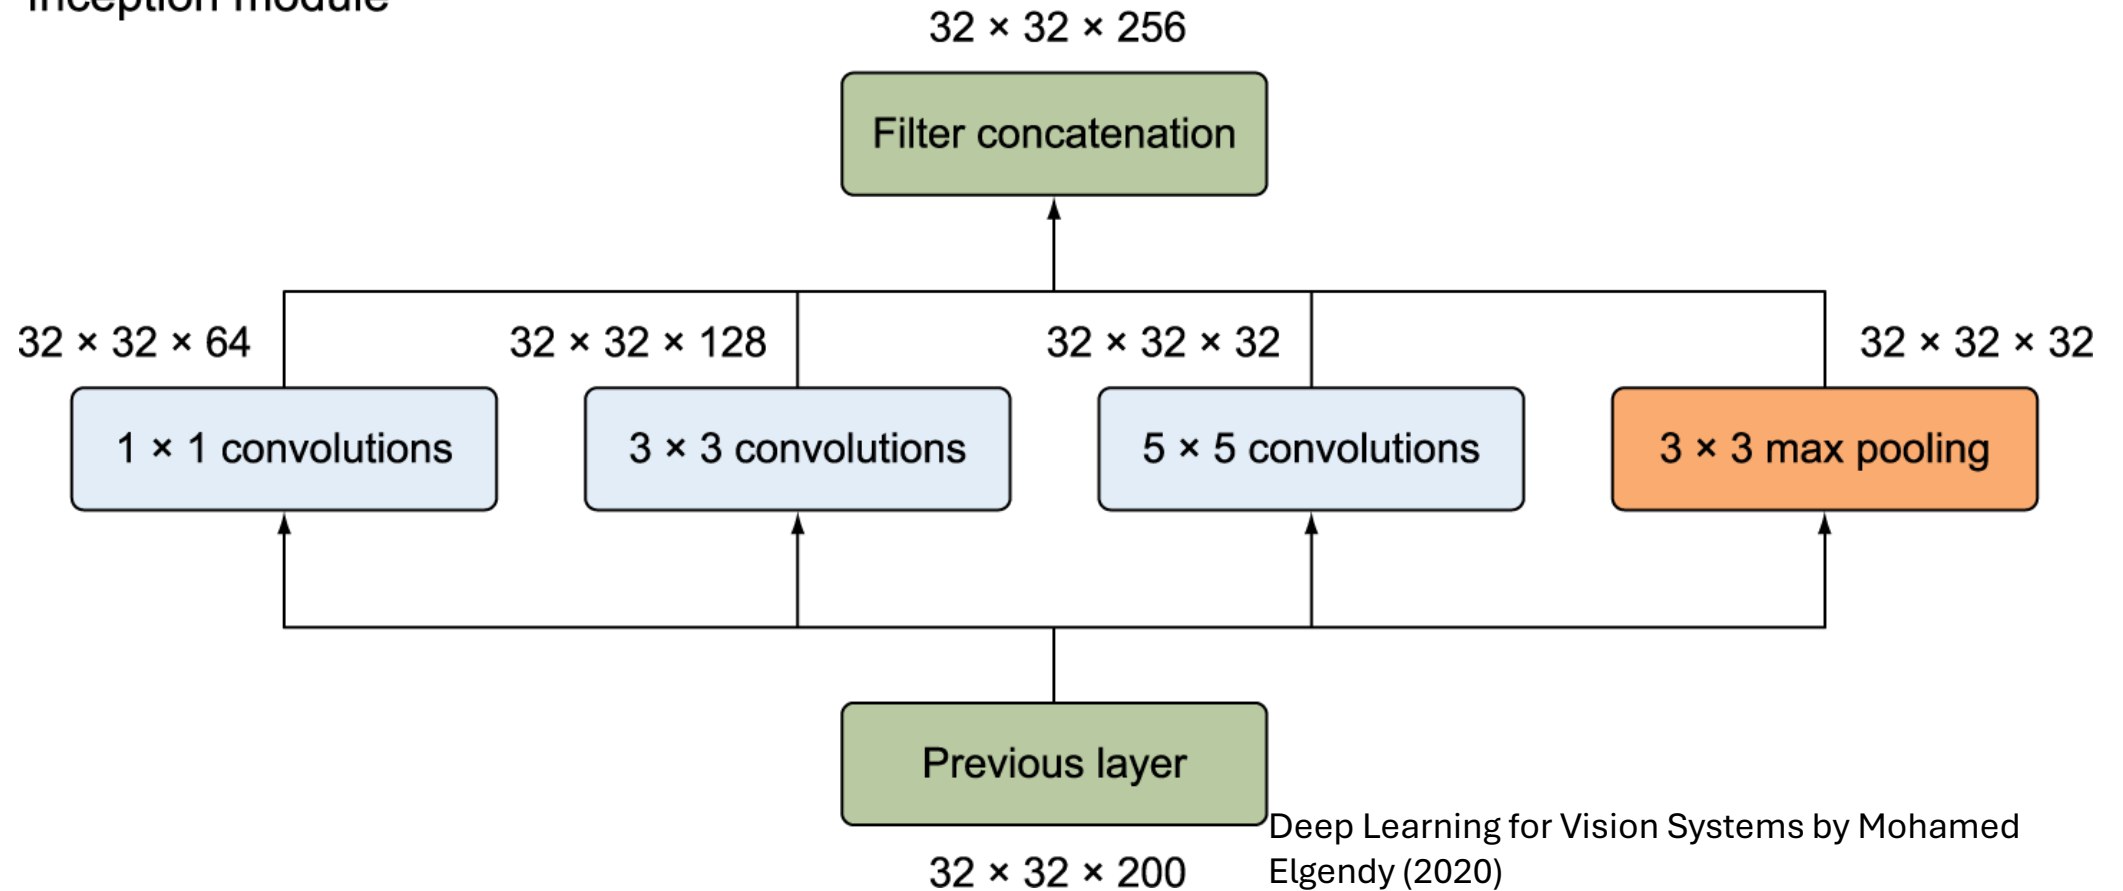 Inception module
32 × 32 × 256
Filter concatenation
32 × 32 × 64
32 × 32 × 128
32 × 32 × 32
32 × 32 × 32
1 × 1 convolutions
3 × 3 convolutions
5 × 5 convolutions
3 × 3 max pooling
Previous layer
32 × 32 × 200
Deep Learning for Vision Systems by Mohamed
Elgendy (2020)